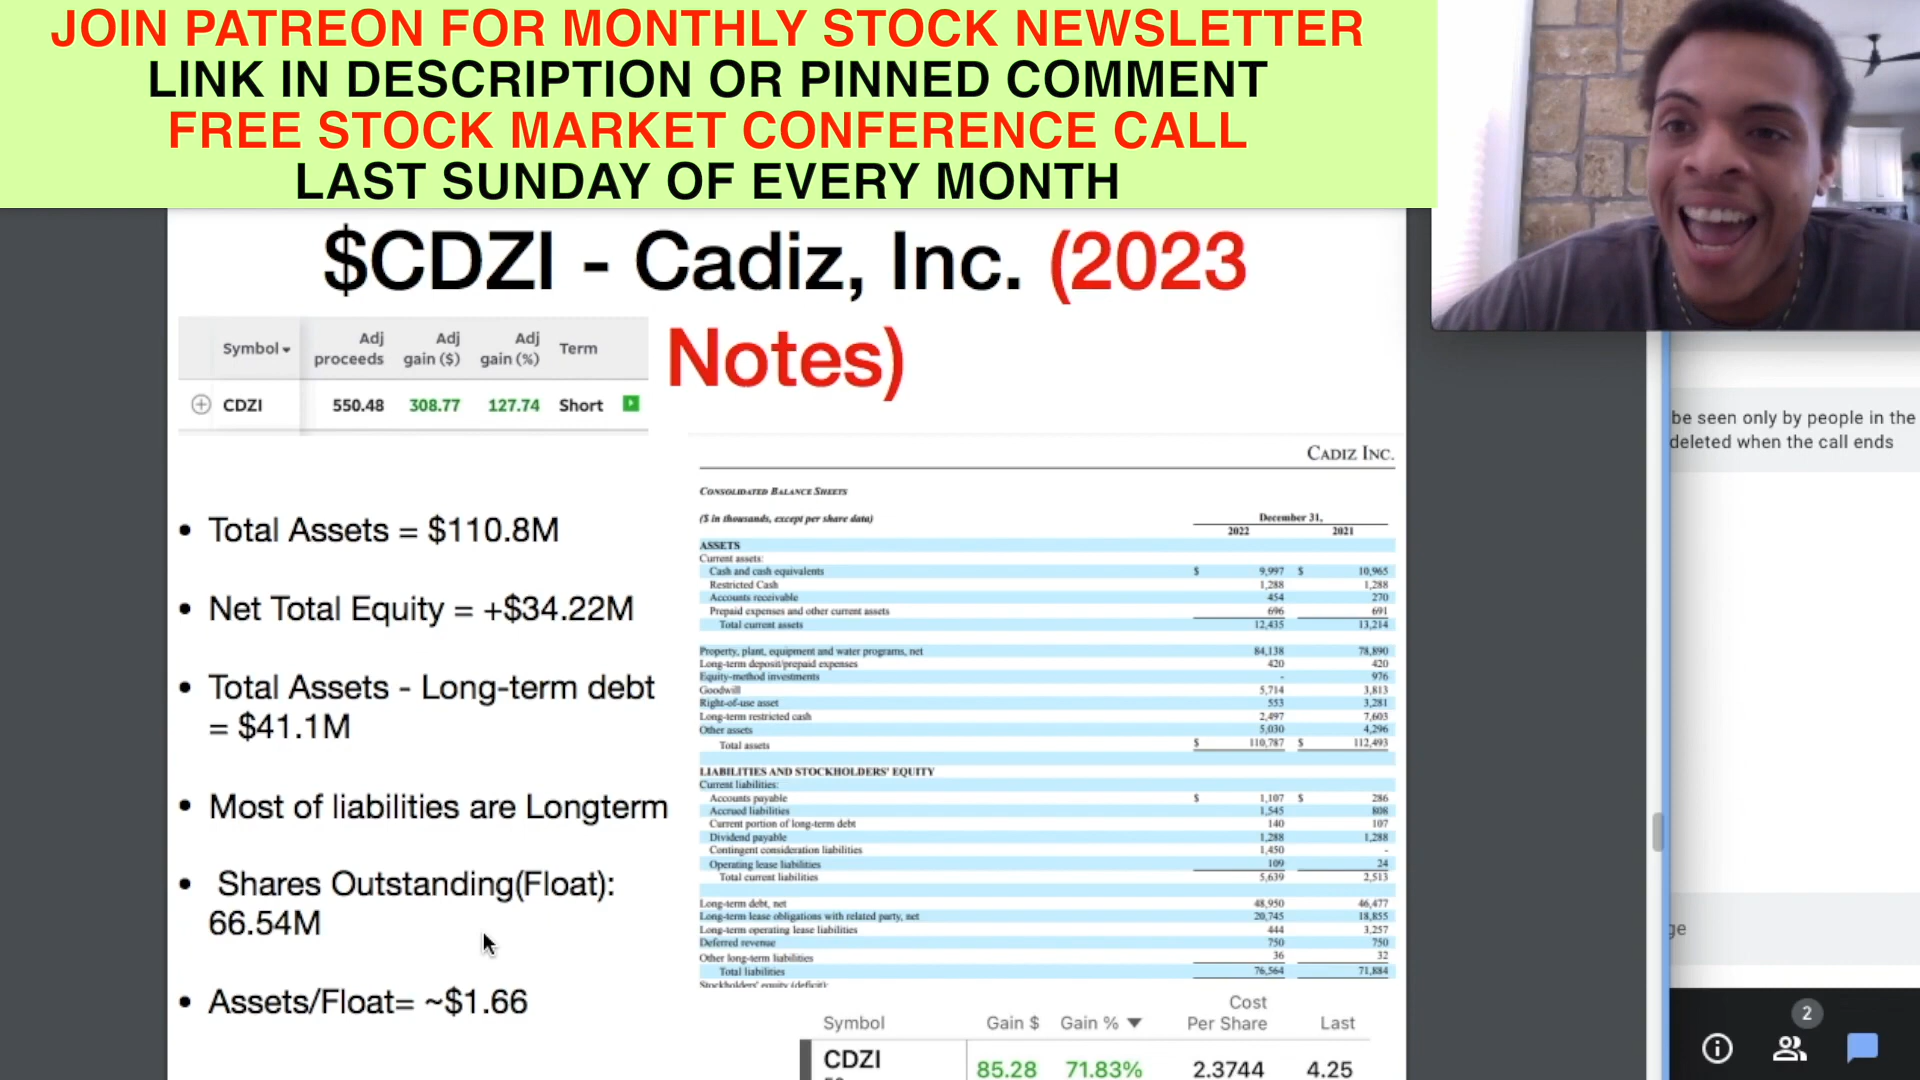 JOIN PATREON FOR MONTHLY STOCK NEWSLETTER
LINK IN DESCRIPTION OR PINNED COMMENT
FREE STOCK MARKET CONFERENCE CALL
LAST SUNDAY OF EVERY MONTH
$CDZI - Cadiz, Inc. (2023
Notes)
Symbol Adj proceeds Adj gain ($) Adj gain (%) Term
CDZI 550.48 308.77 127.74 Short
• Total Assets = $110.8M
• Net Total Equity = +$34.22M
• Total Assets - Long-term debt
= $41.1M
• Most of liabilities are Longterm
• Shares Outstanding(Float):
66.54M
• Assets/Float= ~$1.66
CADIZ INC.
CONSOLIDATED BALANCE SHEETS
($ in thousands, except per share data) December 31,
2022 2021
ASSETS
Current assets:
Cash and cash equivalents $ 9,997 $ 10,965
Restricted Cash 1,288 1,288
Accounts receivable 454 270
Prepaid expenses and other current assets 696 691
Total current assets 12,435 13,214
Property, plant, equipment and water programs, net 84,138 78,890
Long-term deposit/prepaid expenses 420 420
Equity-method investments - 976
Goodwill 5,714 3,813
Right-of-use asset 553 3,281
Long-term restricted cash 2,497 7,603
Other assets 5,030 4,296
Total assets $ 110,787 $ 112,493
LIABILITIES AND STOCKHOLDERS' EQUITY
Current liabilities:
Accounts payable $ 1,107 $ 286
Accrued liabilities 1,545 808
Current portion of long-term debt 140 107
Dividend payable 1,288 1,288
Contingent consideration liabilities 1,450 -
Operating lease liabilities 109 24
Total current liabilities 5,639 2,513
Long-term debt, net 48,950 46,477
Long-term lease obligations with related party, net 20,745 18,855
Long-term operating lease liabilities 444 3,257
Deferred revenue 750 750
Other long-term liabilities 36 32
Total liabilities 76,564 71,884
Stockholders' equity (deficit):
Symbol Gain $ Gain % Cost Per Share Last
CDZI 85.28 71.83% 2.3744 4.25
be seen only by people in the
deleted when the call ends
ge
2